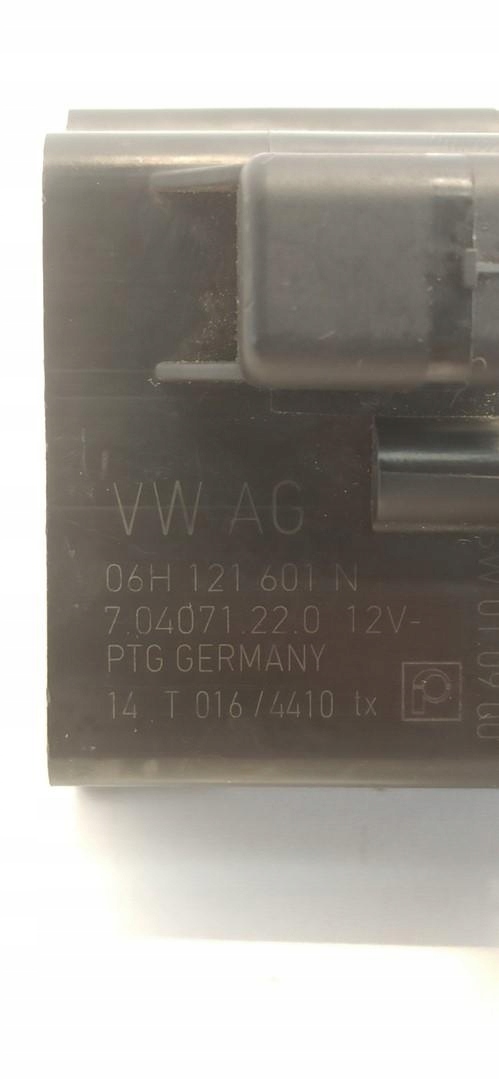 VW AG
06H 121 601 N
7.04071.22.0 12V-
PTG GERMANY
14 T 016/4410 tx